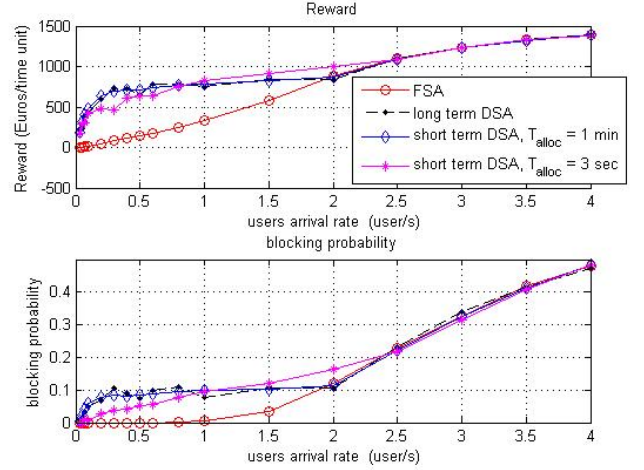 Reward
Reward (Euros/time unit)
1500
1000
500
0
-500
0 0.5 1 1.5 2 2.5 3 3.5 4
users arrival rate (user/s)
FSA
long term DSA
short term DSA, T_alloc = 1 min
short term DSA, T_alloc = 3 sec
blocking probability
blocking probability
0.4
0.3
0.2
0.1
0
0 0.5 1 1.5 2 2.5 3 3.5 4
users arrival rate (user/s)